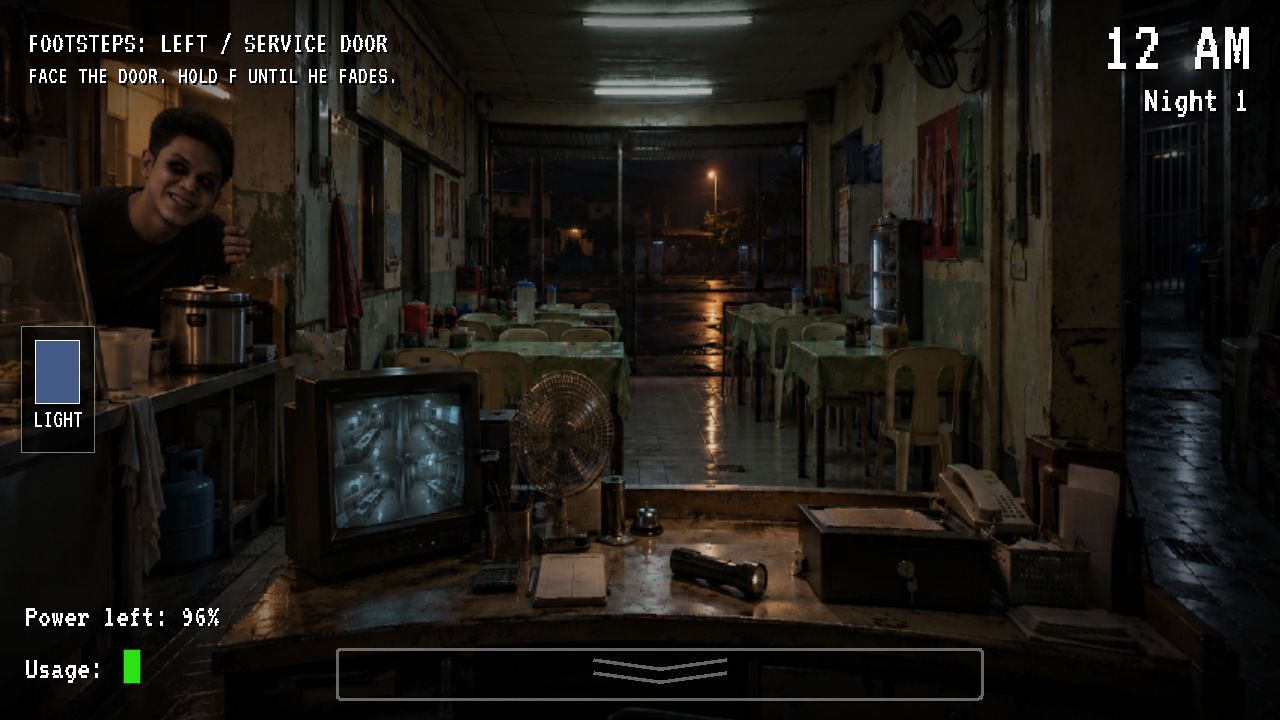 FOOTSTEPS: LEFT / SERVICE DOOR
FACE THE DOOR. HOLD F UNTIL HE FADES.
12 AM
Night 1
LIGHT
Power left: 96%
Usage: